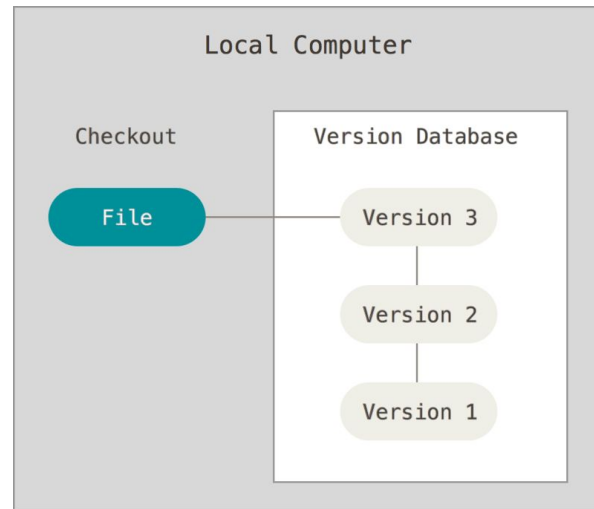 Local Computer
Checkout
Version Database
File
Version 3
Version 2
Version 1